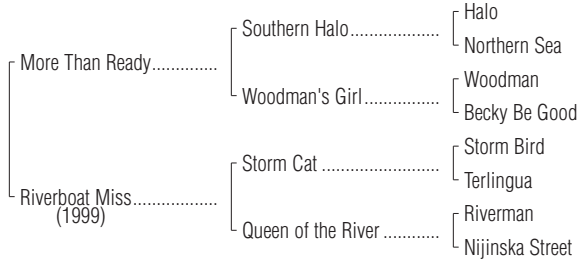 Halo
Southern Halo..................
Northern Sea
More Than Ready.............
Woodman
Woodman's Girl...............
Becky Be Good
Storm Bird
Storm Cat ........................
Terlingua
Riverboat Miss.................
(1999)
Riverman
Queen of the River ............
Nijinska Street